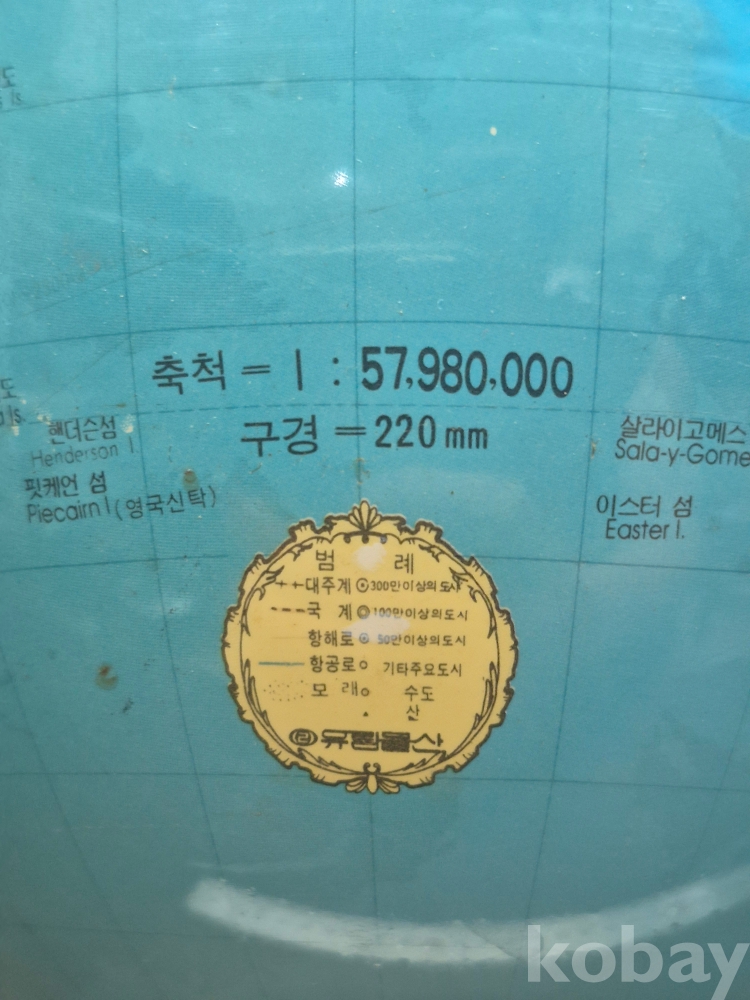 축척 = 1 : 57,980,000
구경 = 220mm
핸더슨섬
Henderson I.
핏케언 섬
Piecairn I (영국신탁)
살라이고메스
Sala-y-Gome
이스터 섬
Easter I.
범 례
대주계 300만이상의 도시
국 계 100만이상의도시
항해로 50만이상의도시
항공로 기타주요도시
모 래 수도
산
kobay